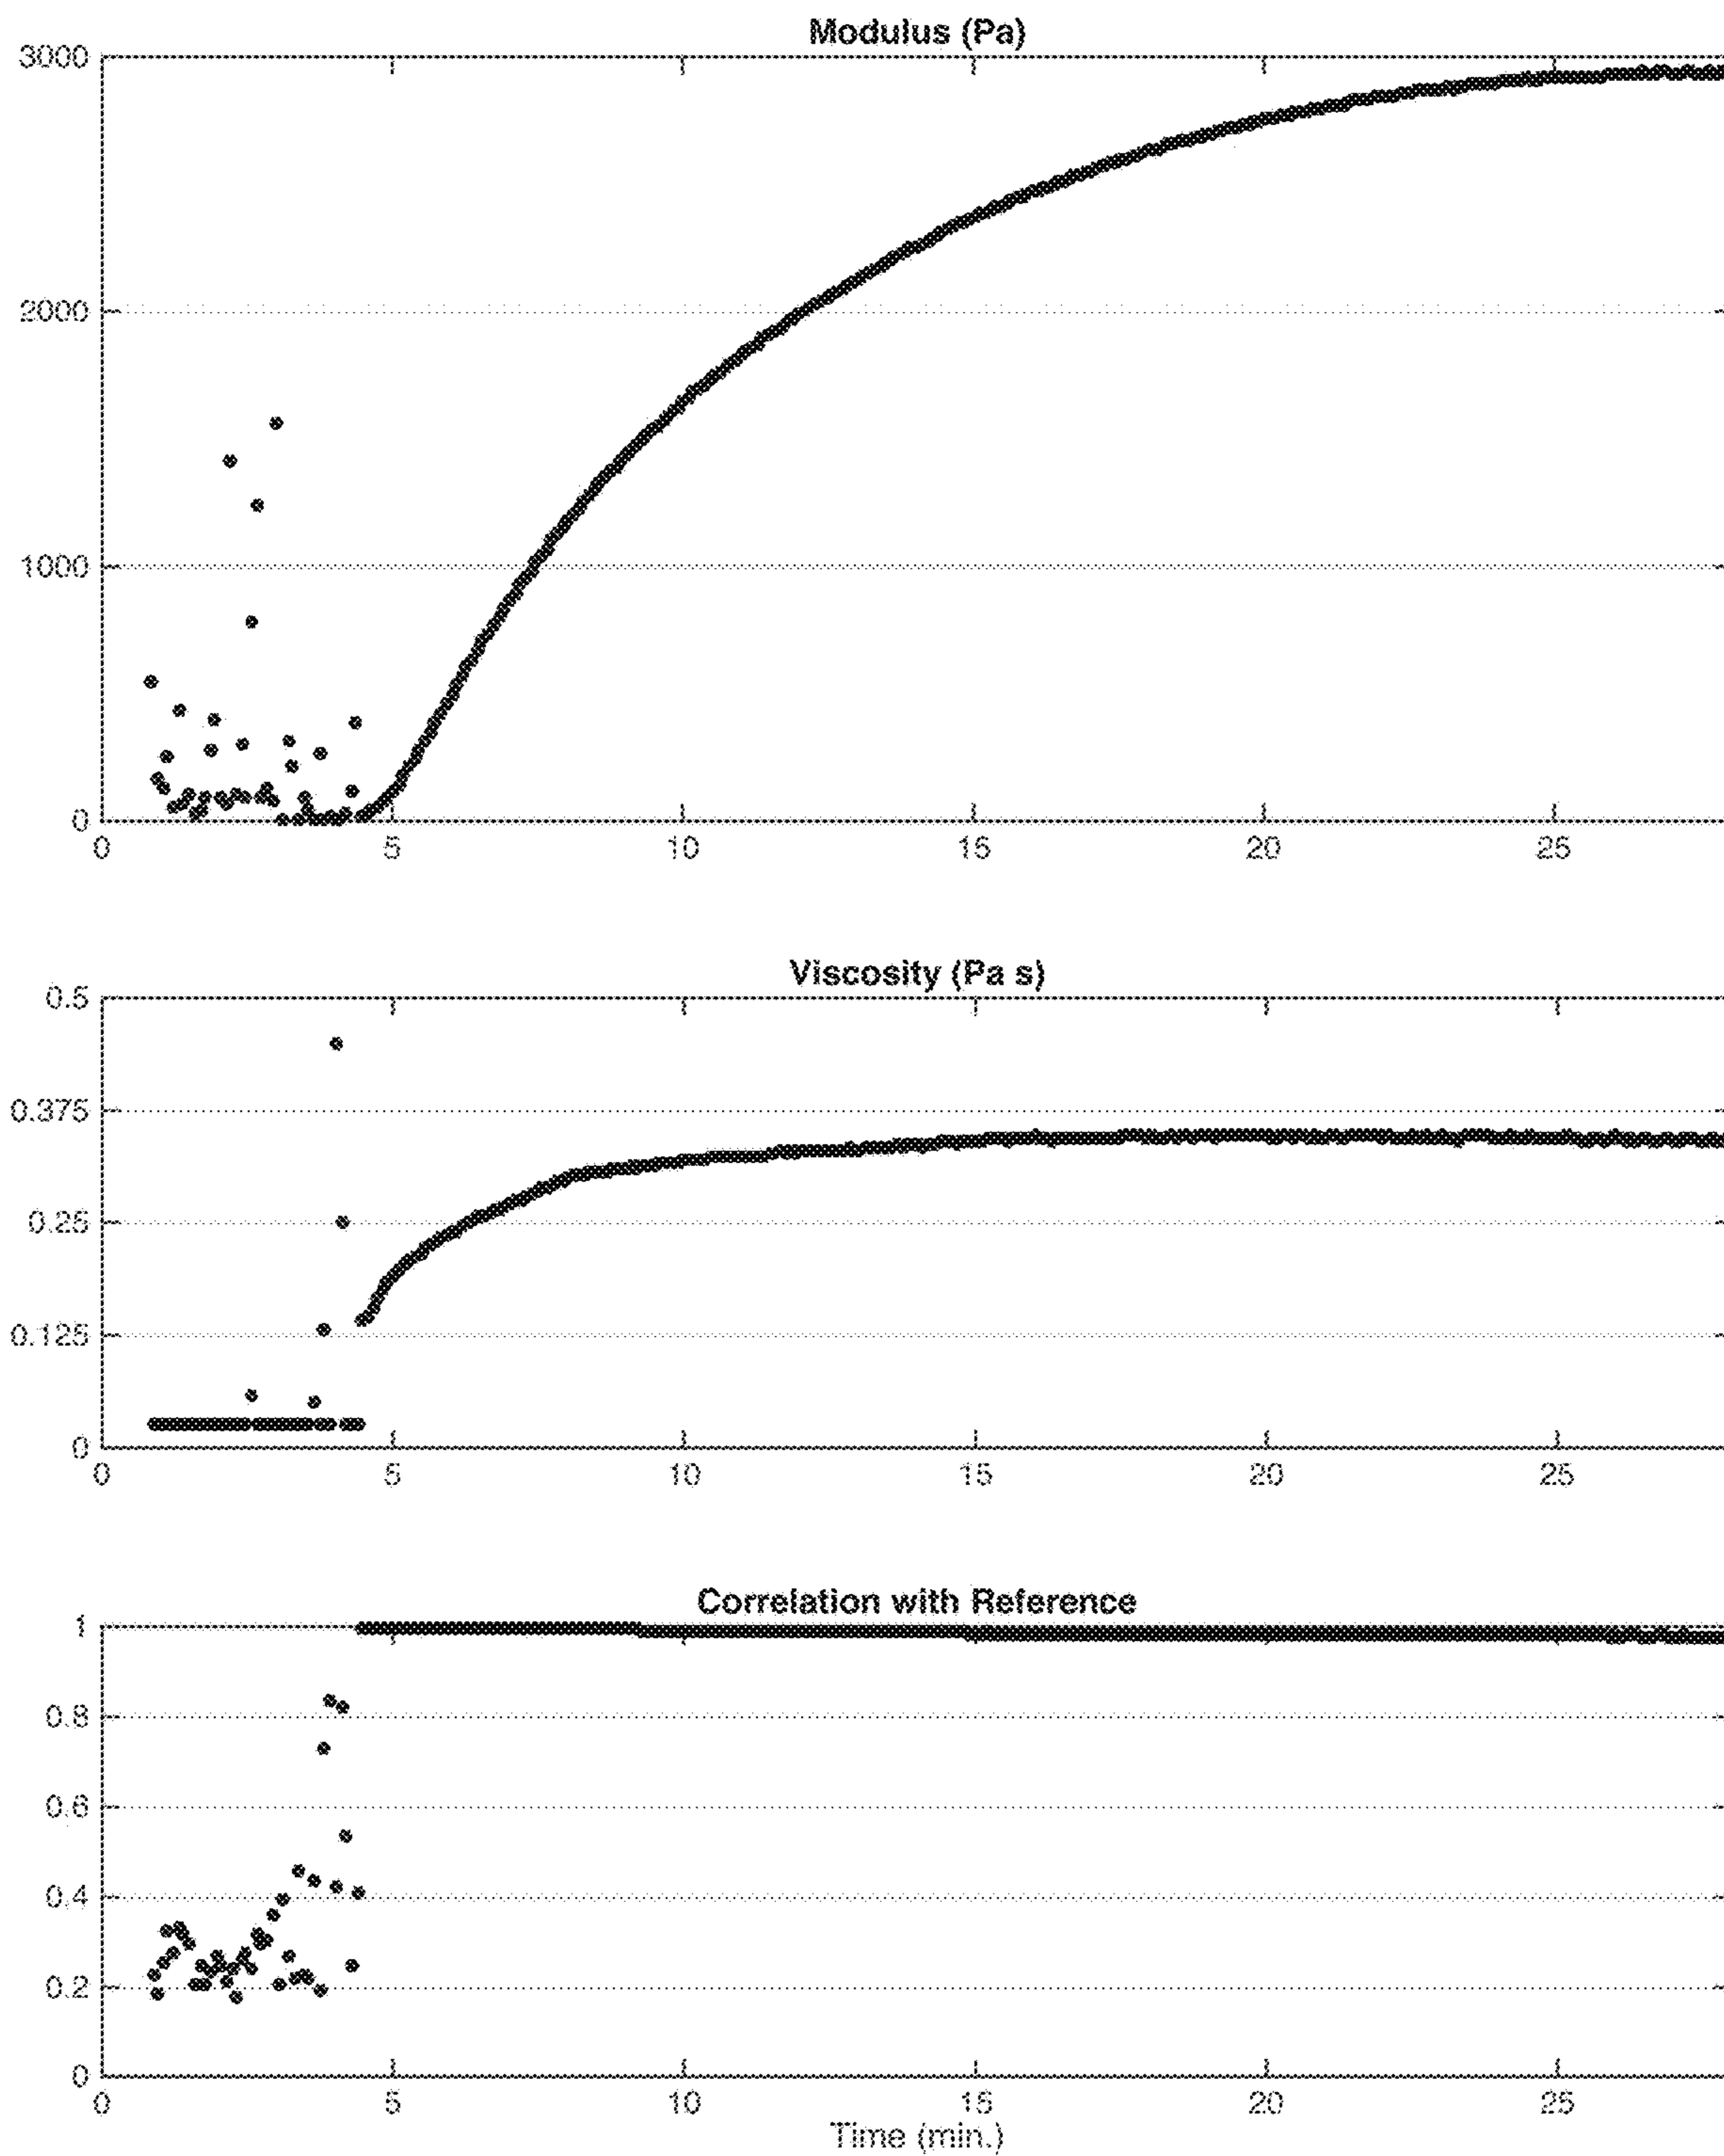 Modulus (Pa)
3000
2000
1000
0
0 5 10 15 20 25
Viscosity (Pa s)
0.5
0.375
0.25
0.125
0
0 5 10 15 20 25
Correlation with Reference
1
0.8
0.6
0.4
0.2
0
0 5 10 15 20 25
Time (min.)